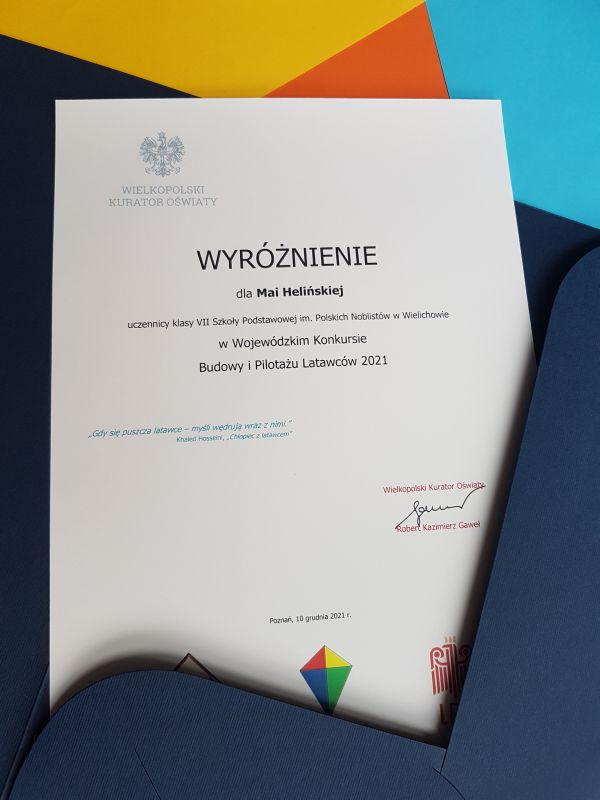 WIELKOPOLSKI
KURATOR OŚWIATY
WYRÓŻNIENIE
dla Mai Helińskiej
uczennicy klasy VII Szkoły Podstawowej im. Polskich Noblistów w Wielichowie
w Wojewódzkim Konkursie
Budowy i Pilotażu Latawców 2021
„Gdy się puszcza latawce – myśli wędrują wraz z nimi.”
Khaled Hosseini, „Chłopiec z latawcem”
Wielkopolski Kurator Oświaty
Robert Kazimierz Gaweł
Poznań, 10 grudnia 2021 r.